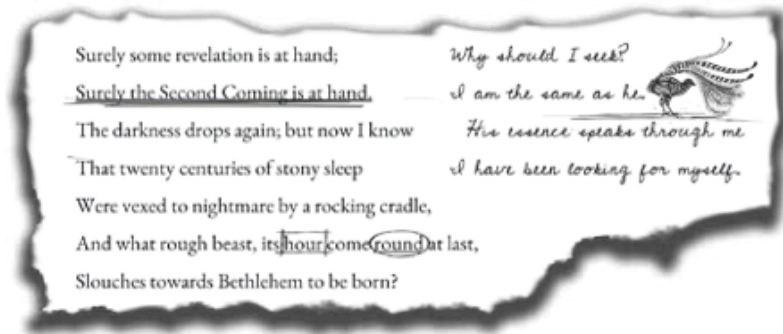 Surely some revelation is at hand;
Surely the Second Coming is at hand.
The darkness drops again; but now I know
That twenty centuries of stony sleep
Were vexed to nightmare by a rocking cradle,
And what rough beast, its hour come round at last,
Slouches towards Bethlehem to be born?
Why should I seek?
I am the same as he.
His essence speaks through me
I have been looking for myself.